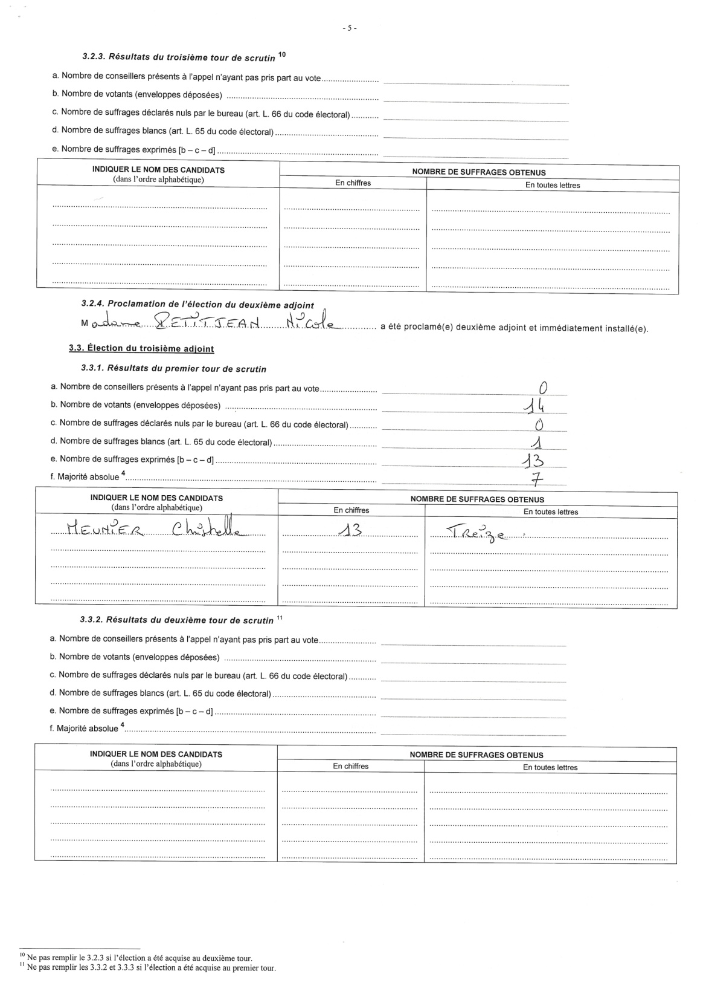 - 5 -
3.2.3. Résultats du troisième tour de scrutin 10
a. Nombre de conseillers présents à l'appel n'ayant pas pris part au vote
b. Nombre de votants (enveloppes déposées)
c. Nombre de suffrages déclarés nuls par le bureau (art. L. 66 du code électoral)
d. Nombre de suffrages blancs (art. L. 65 du code électoral)
e. Nombre de suffrages exprimés [b – c – d]
INDIQUER LE NOM DES CANDIDATS
(dans l'ordre alphabétique)
NOMBRE DE SUFFRAGES OBTENUS
En chiffres
En toutes lettres
3.2.4. Proclamation de l'élection du deuxième adjoint
Madame PETITJEAN Nicole a été proclamé(e) deuxième adjoint et immédiatement installé(e).
3.3. Élection du troisième adjoint
3.3.1. Résultats du premier tour de scrutin
a. Nombre de conseillers présents à l'appel n'ayant pas pris part au vote 0
b. Nombre de votants (enveloppes déposées) 14
c. Nombre de suffrages déclarés nuls par le bureau (art. L. 66 du code électoral) 0
d. Nombre de suffrages blancs (art. L. 65 du code électoral) 1
e. Nombre de suffrages exprimés [b – c – d] 13
f. Majorité absolue 4 7
INDIQUER LE NOM DES CANDIDATS
(dans l'ordre alphabétique)
NOMBRE DE SUFFRAGES OBTENUS
En chiffres
En toutes lettres
MEUNIER 13 Treize
3.3.2. Résultats du deuxième tour de scrutin 11
a. Nombre de conseillers présents à l'appel n'ayant pas pris part au vote
b. Nombre de votants (enveloppes déposées)
c. Nombre de suffrages déclarés nuls par le bureau (art. L. 66 du code électoral)
d. Nombre de suffrages blancs (art. L. 65 du code électoral)
e. Nombre de suffrages exprimés [b – c – d]
f. Majorité absolue 4
INDIQUER LE NOM DES CANDIDATS
(dans l'ordre alphabétique)
NOMBRE DE SUFFRAGES OBTENUS
En chiffres
En toutes lettres
10 Ne pas remplir le 3.2.3 si l'élection a été acquise au deuxième tour.
11 Ne pas remplir les 3.3.2 et 3.3.3 si l'élection a été acquise au premier tour.